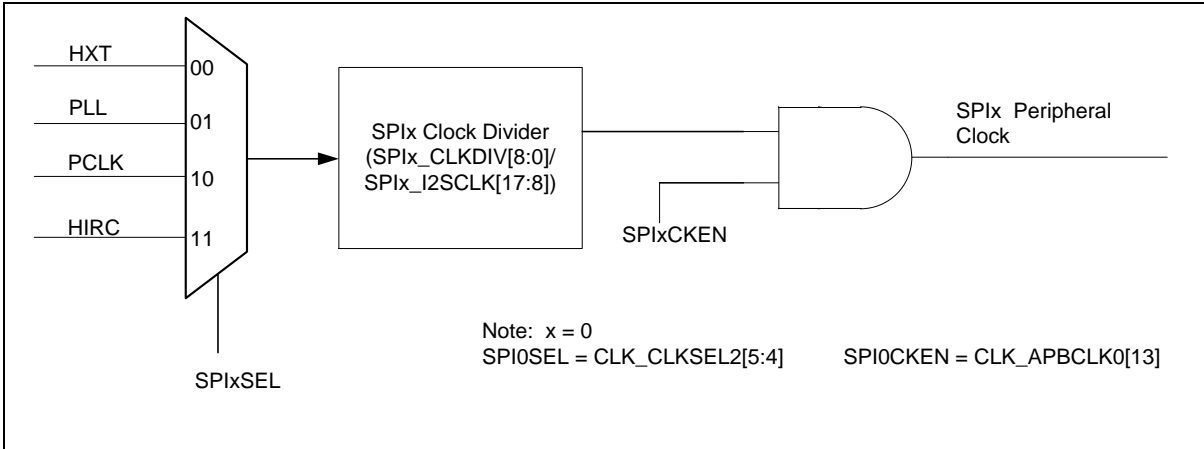 HXT
00
PLL
01
PCLK
10
HIRC
11
SPIxSEL
SPIx Clock Divider
(SPIx_CLKDIV[8:0]/
SPIx_I2SCLK[17:8])
SPIxCKEN
SPIx Peripheral
Clock
Note: x = 0
SPI0SEL = CLK_CLKSEL2[5:4] SPI0CKEN = CLK_APBCLK0[13]